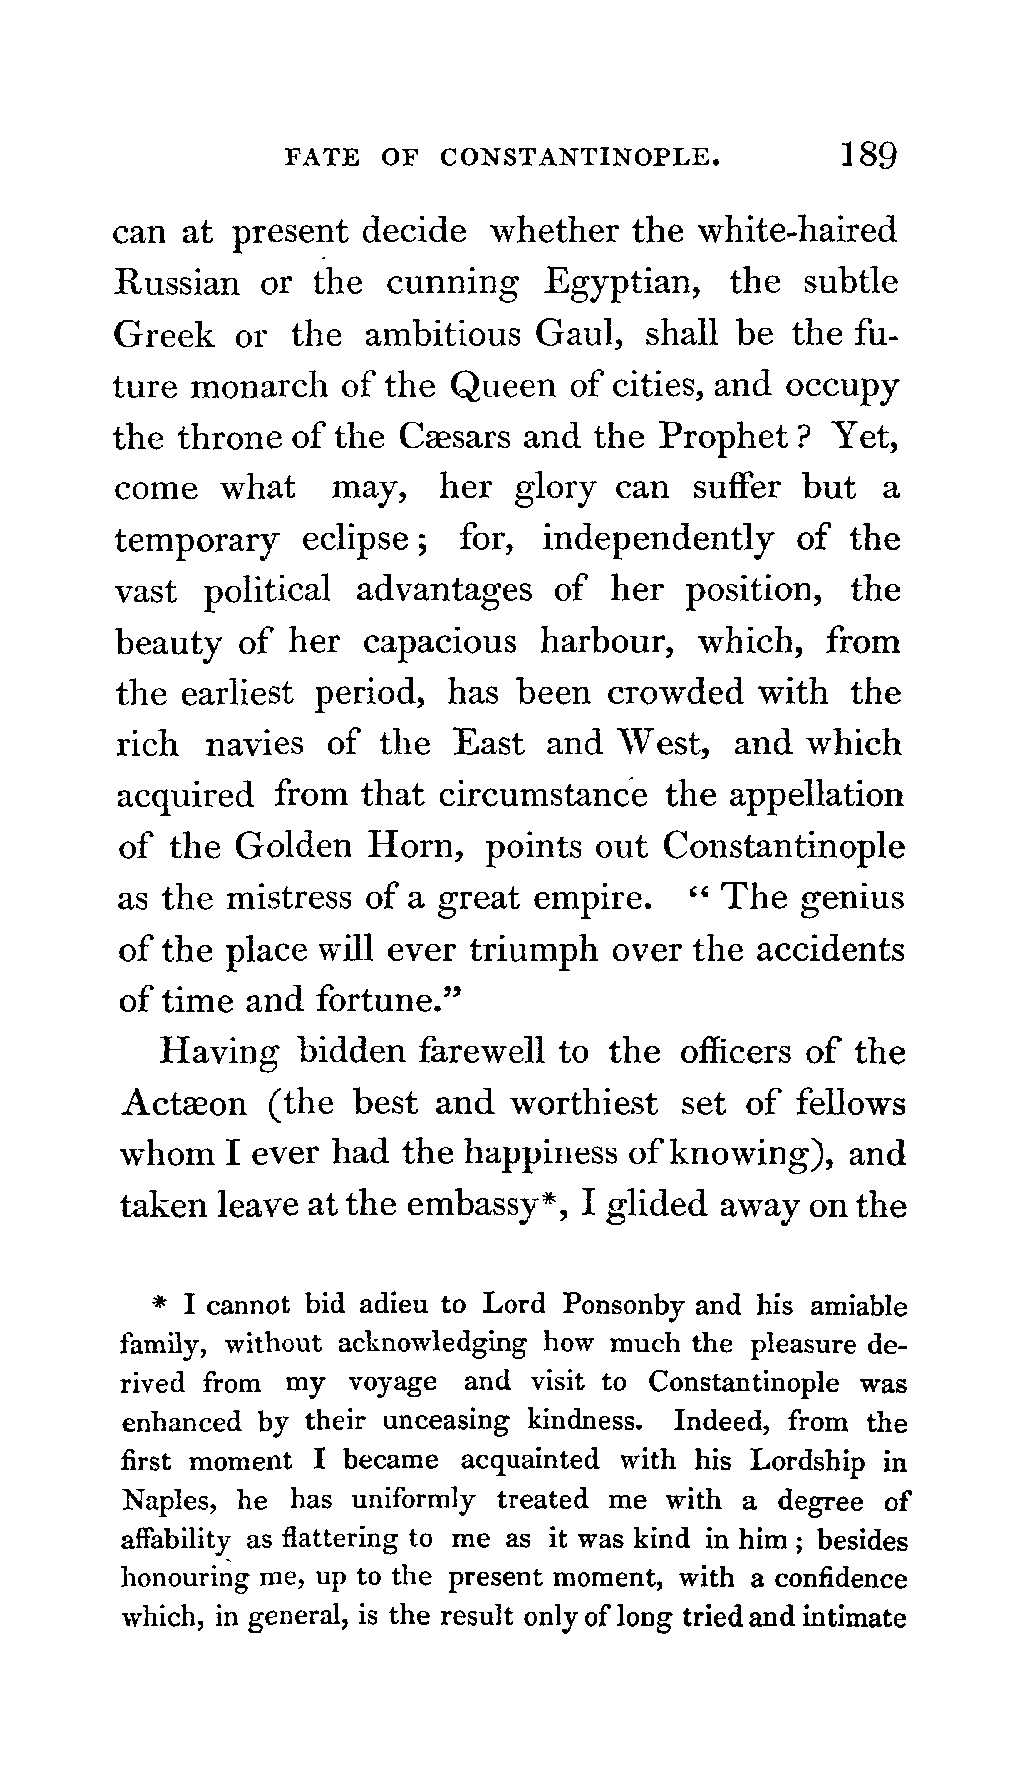 FATE OF CONSTANTINOPLE. 189
can at present decide whether the white-haired
Russian or the cunning Egyptian, the subtle
Greek or the ambitious Gaul, shall be the fu-
ture monarch of the Queen of cities, and occupy
the throne of the Cæsars and the Prophet? Yet,
come what may, her glory can suffer but a
temporary eclipse; for, independently of the
vast political advantages of her position, the
beauty of her capacious harbour, which, from
the earliest period, has been crowded with the
rich navies of the East and West, and which
acquired from that circumstance the appellation
of the Golden Horn, points out Constantinople
as the mistress of a great empire. “The genius
of the place will ever triumph over the accidents
of time and fortune.”
Having bidden farewell to the officers of the
Actæon (the best and worthiest set of fellows
whom I ever had the happiness of knowing), and
taken leave at the embassy*, I glided away on the
* I cannot bid adieu to Lord Ponsonby and his amiable
family, without acknowledging how much the pleasure de-
rived from my voyage and visit to Constantinople was
enhanced by their unceasing kindness. Indeed, from the
first moment I became acquainted with his Lordship in
Naples, he has uniformly treated me with a degree of
affability as flattering to me as it was kind in him; besides
honouring me, up to the present moment, with a confidence
which, in general, is the result only of long tried and intimate